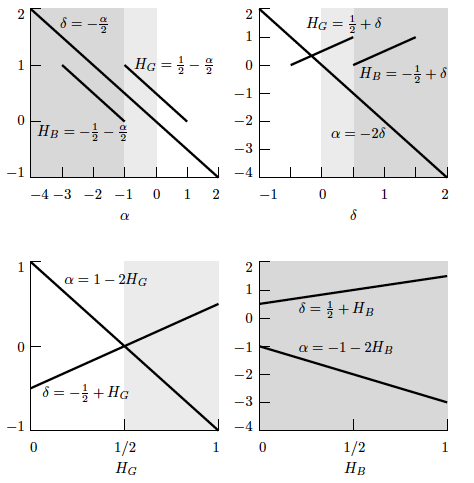 2
1
0
−1
δ = −α/2
H_G = 1/2 − α/2
H_B = −1/2 − α/2
−4 −3 −2 −1 0 1 2
α
2
1
0
−1
−2
−3
−4
H_G = 1/2 + δ
H_B = −1/2 + δ
α = −2δ
−1 0 1 2
δ
1
0
−1
α = 1 − 2H_G
δ = −1/2 + H_G
0 1/2 1
H_G
2
1
0
−1
−2
−3
−4
δ = 1/2 + H_B
α = −1 − 2H_B
0 1/2 1
H_B